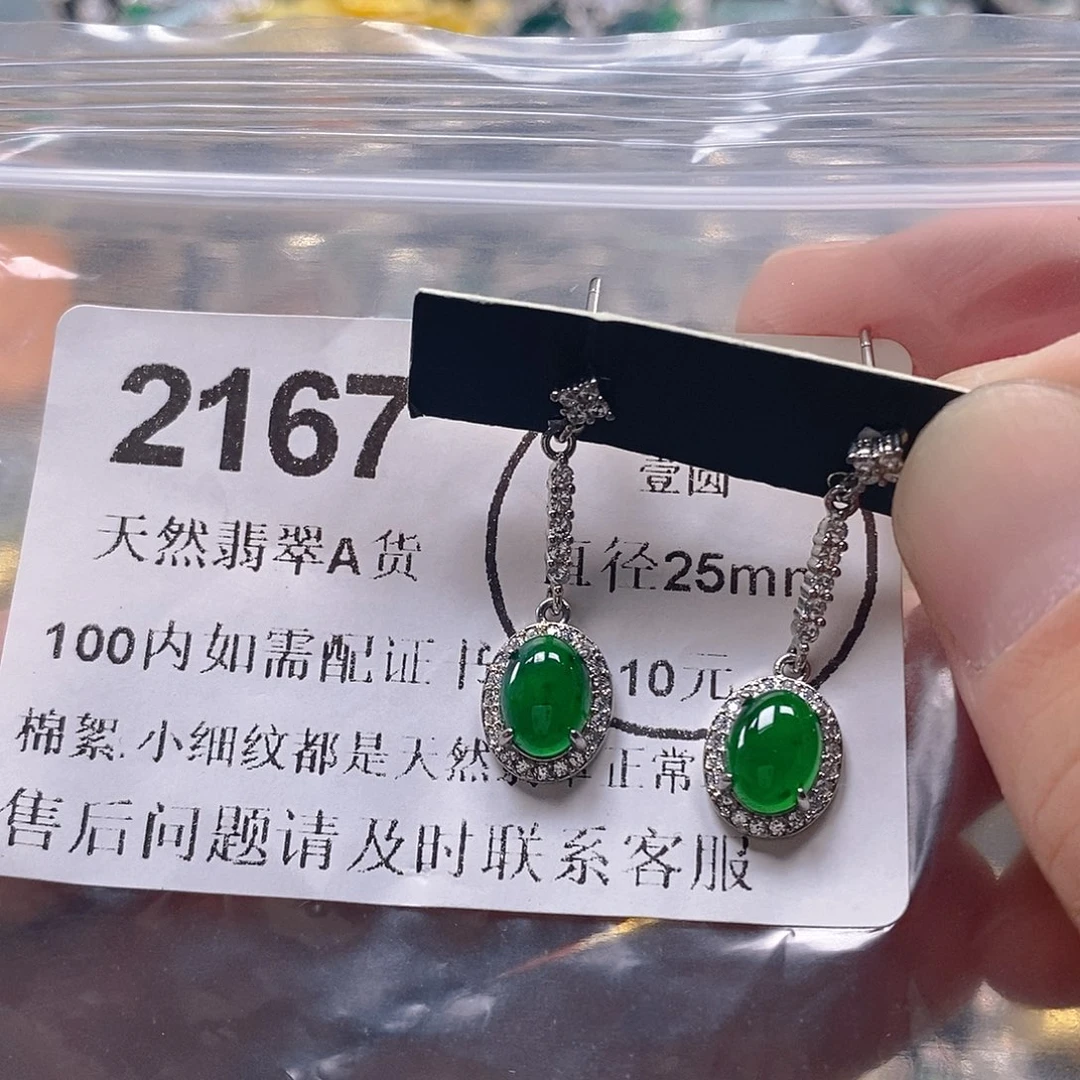 2167
壹圆
天然翡翠A货
直径25mm
100内如需配证 10元
棉絮.小细纹都是天然翡翠正常
售后问题请及时联系客服